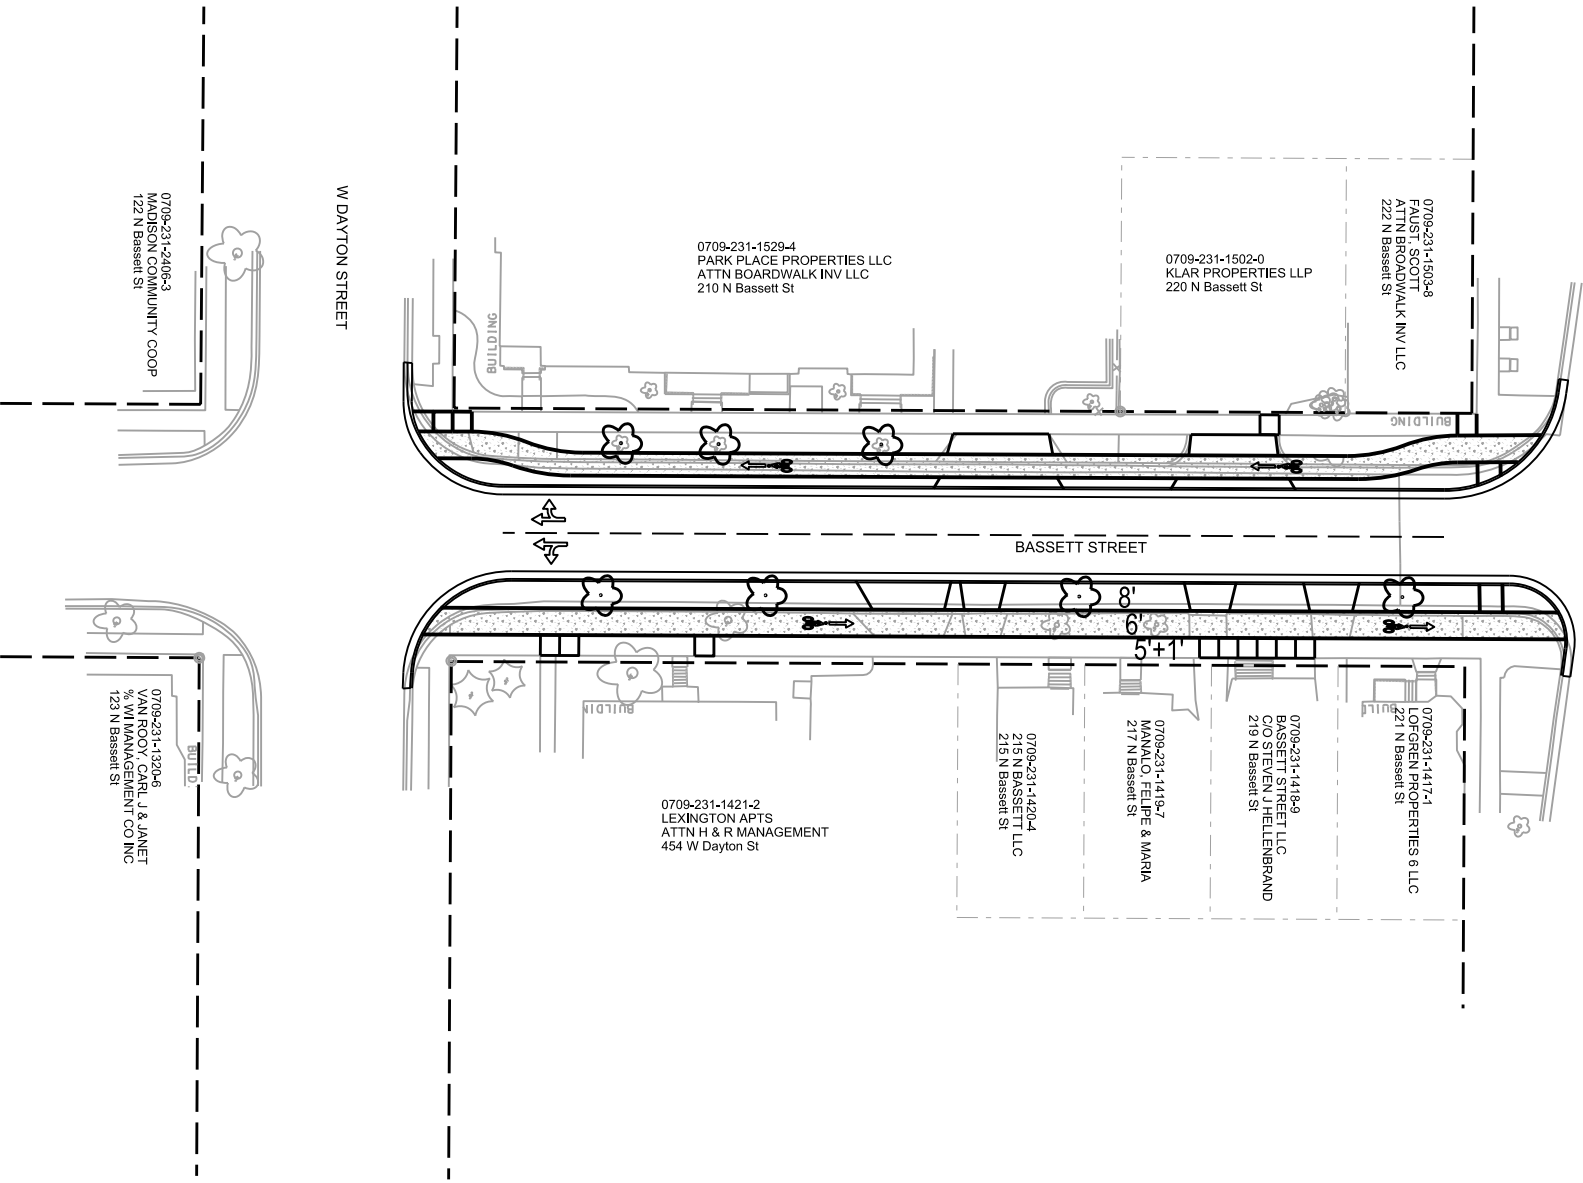 W DAYTON STREET
0709-231-2406-3
MADISON COMMUNITY COOP
122 N Bassett St
0709-231-1529-4
PARK PLACE PROPERTIES LLC
ATTN BOARDWALK INV LLC
210 N Bassett St
0709-231-1502-0
KLAR PROPERTIES LLP
220 N Bassett St
0709-231-1503-8
FAUST, SCOTT
ATTN BROADWALK INV LLC
222 N Bassett St
BUILDING
BUILDING
BASSETT STREET
8'
6'
5'+1'
BUILDIN
BUILD
BUILD
0709-231-1320-6
VAN ROOY, CARL J & JANET
% WI MANAGEMENT CO INC
123 N Bassett St
0709-231-1421-2
LEXINGTON APTS
ATTN H & R MANAGEMENT
454 W Dayton St
0709-231-1420-4
215 N BASSETT LLC
215 N Bassett St
0709-231-1419-7
MANALO, FELIPE & MARIA
217 N Bassett St
0709-231-1418-9
BASSETT STREET LLC
C/O STEVEN J HELLENBRAND
219 N Bassett St
0709-231-1417-1
LOFGREN PROPERTIES 6 LLC
221 N Bassett St